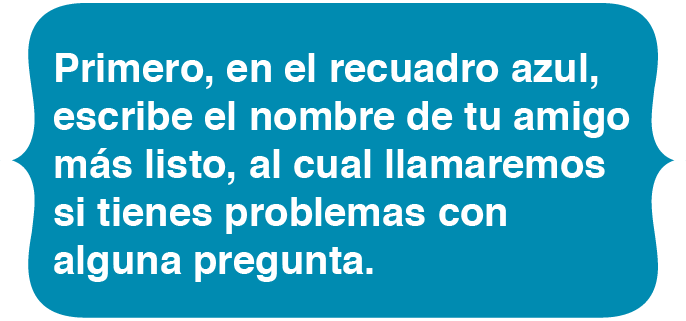 Primero, en el recuadro azul,
escribe el nombre de tu amigo
más listo, al cual llamaremos
si tienes problemas con
alguna pregunta.